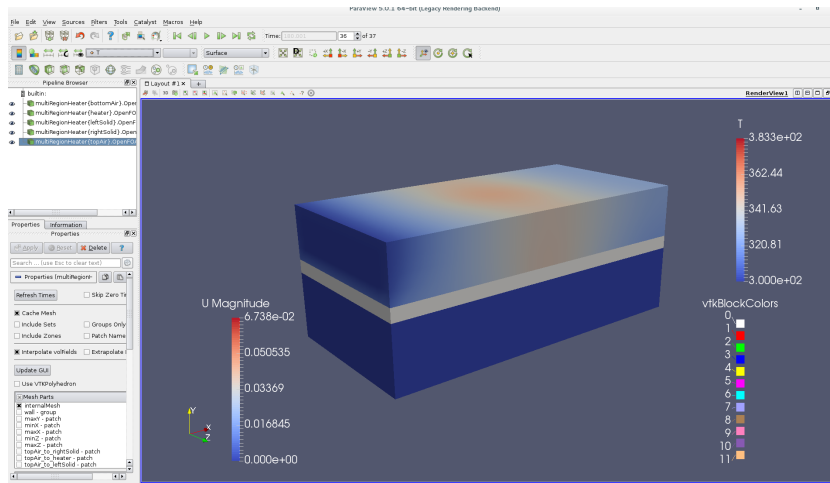 ParaView 5.0.1 64-bit (Legacy Rendering Backend)
File Edit View Sources Filters Tools Catalyst Macros Help
Time: 36 of 37
T Surface
Pipeline Browser
builtin:
multiRegionHeater{bottomAir}.Open
multiRegionHeater{heater}.OpenFO
multiRegionHeater{leftSolid}.OpenF
multiRegionHeater{rightSolid}.Open
multiRegionHeater{topAir}.OpenFO
Layout #1
RenderView1
Properties Information
Properties
Apply Reset Delete ?
Search ... (use Esc to clear text)
Properties (multiRegionH
Refresh Times Skip Zero Tir
Cache Mesh
Include Sets Groups Only
Include Zones Patch Name
Interpolate volFields Extrapolate
Update GUI
Use VTKPolyhedron
Mesh Parts
internalMesh
wall - group
maxY - patch
minX - patch
maxX - patch
minZ - patch
maxZ - patch
topAir_to_rightSolid - patch
topAir_to_heater - patch
topAir_to_leftSolid - patch
T
3.833e+02
362.44
341.63
320.81
3.000e+02
U Magnitude
6.738e-02
0.050535
0.03369
0.016845
0.000e+00
vtkBlockColors
0
1
2
3
4
5
6
7
8
9
10
11
Y
X
Z